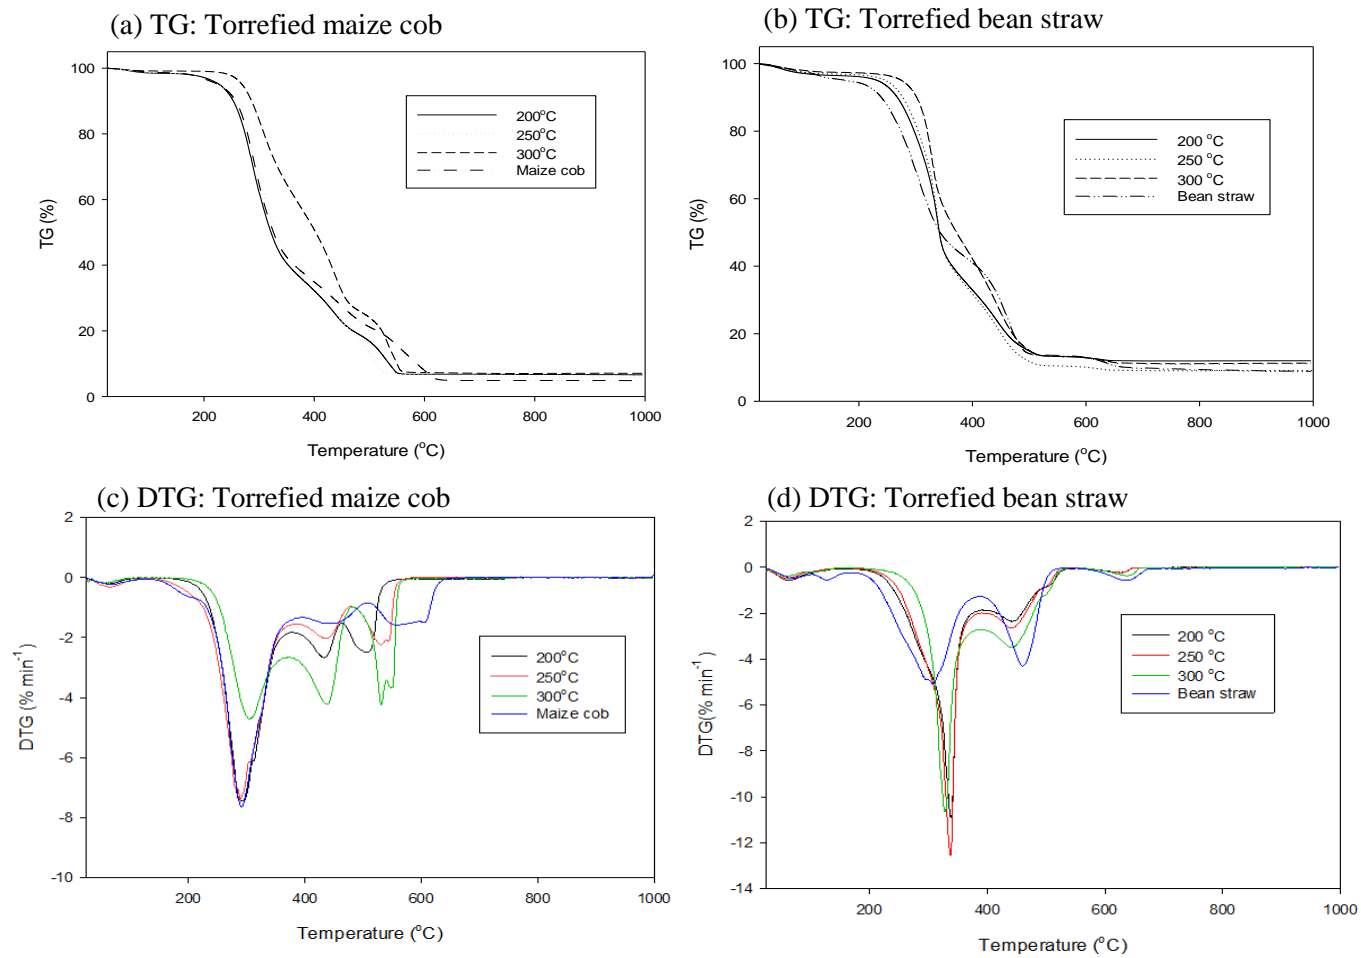 (a) TG: Torrefied maize cob
100
80
60
40
20
0
TG (%)
200°C
250°C
300°C
Maize cob
200
400
600
800
1000
Temperature (°C)
(b) TG: Torrefied bean straw
100
80
60
40
20
0
TG (%)
200 °C
250 °C
300 °C
Bean straw
200
400
600
800
1000
Temperature (°C)
(c) DTG: Torrefied maize cob
2
0
-2
-4
-6
-8
-10
DTG (% min⁻¹)
200°C
250°C
300°C
Maize cob
200
400
600
800
1000
Temperature (°C)
(d) DTG: Torrefied bean straw
2
0
-2
-4
-6
-8
-10
-12
-14
DTG(% min⁻¹)
200 °C
250 °C
300 °C
Bean straw
200
400
600
800
1000
Temperature (°C)